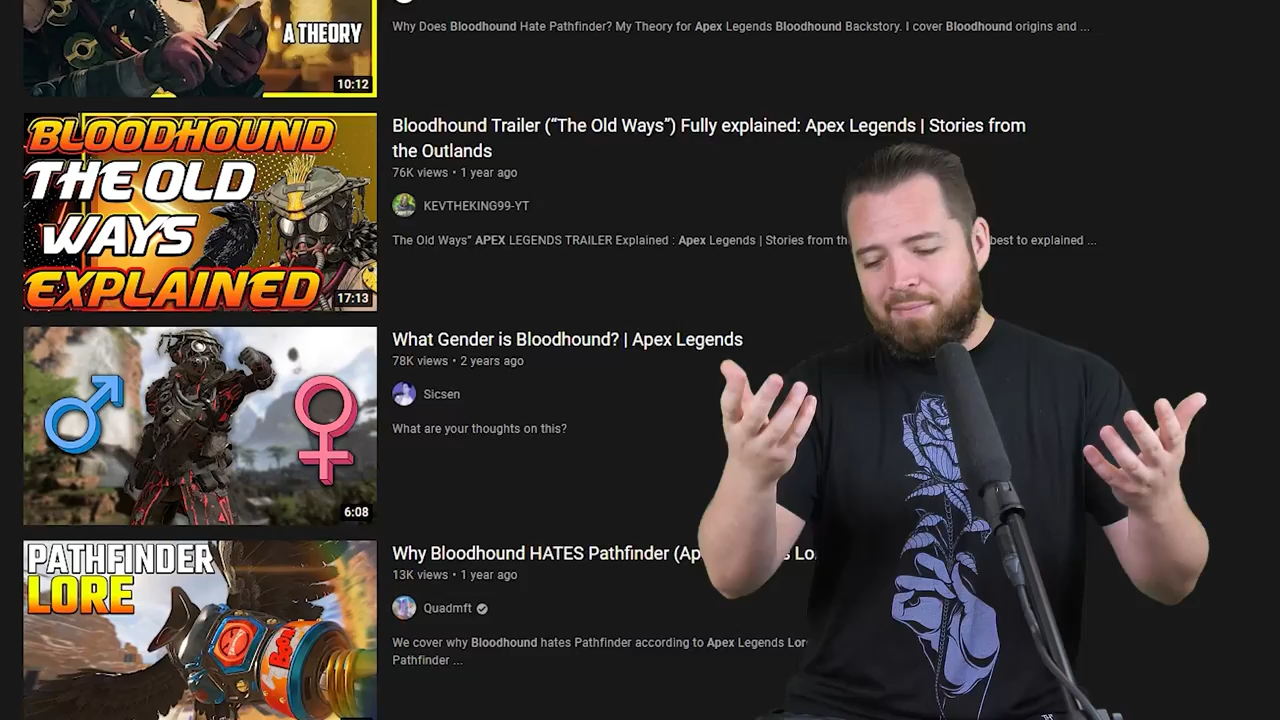 A THEORY
10:12
Why Does Bloodhound Hate Pathfinder? My Theory for Apex Legends Bloodhound Backstory. I cover Bloodhound origins and ...
BLOODHOUND
THE OLD
WAYS
EXPLAINED
17:13
Bloodhound Trailer (“The Old Ways”) Fully explained: Apex Legends | Stories from
the Outlands
76K views • 1 year ago
KEVTHEKING99-YT
The Old Ways” APEX LEGENDS TRAILER Explained : Apex Legends | Stories from th best to explained ...
6:08
What Gender is Bloodhound? | Apex Legends
78K views • 2 years ago
Sicsen
What are your thoughts on this?
PATHFINDER
LORE
Why Bloodhound HATES Pathfinder (Ap s Lo
13K views • 1 year ago
Quadmft
We cover why Bloodhound hates Pathfinder according to Apex Legends Lor
Pathfinder ...